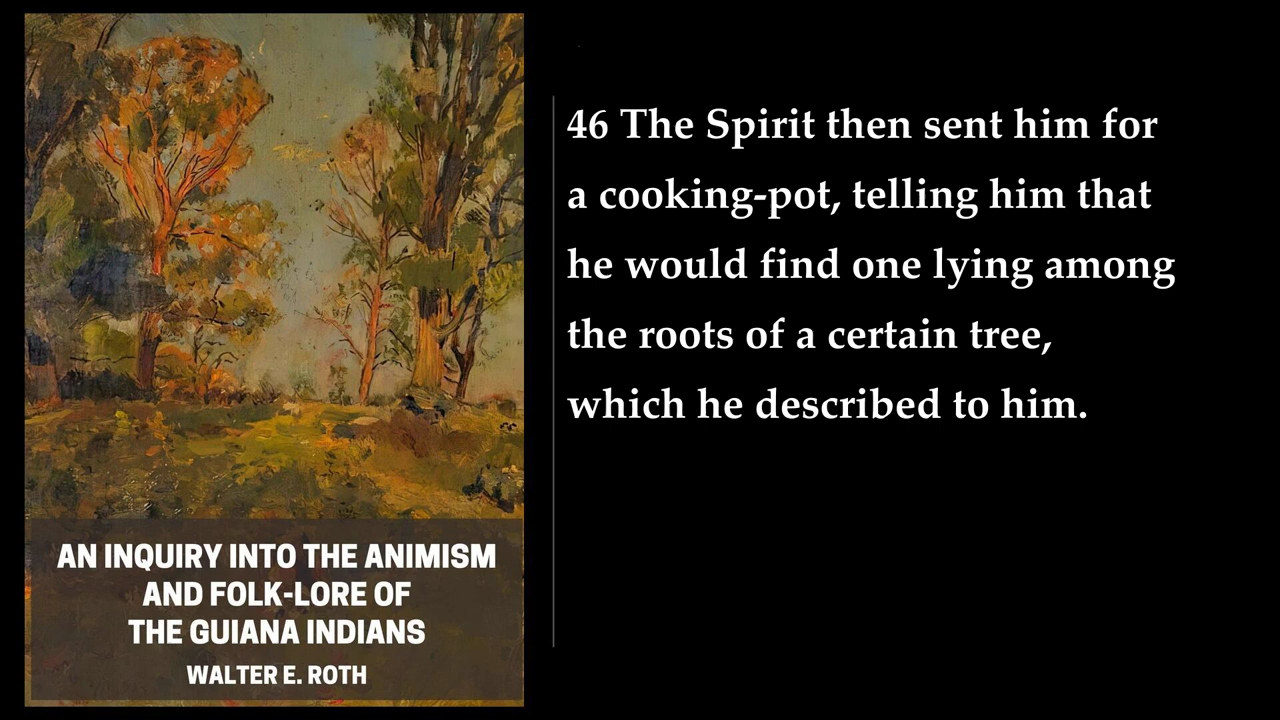 46 The Spirit then sent him for
a cooking-pot, telling him that
he would find one lying among
the roots of a certain tree,
which he described to him.
AN INQUIRY INTO THE ANIMISM
AND FOLK-LORE OF
THE GUIANA INDIANS
WALTER E. ROTH